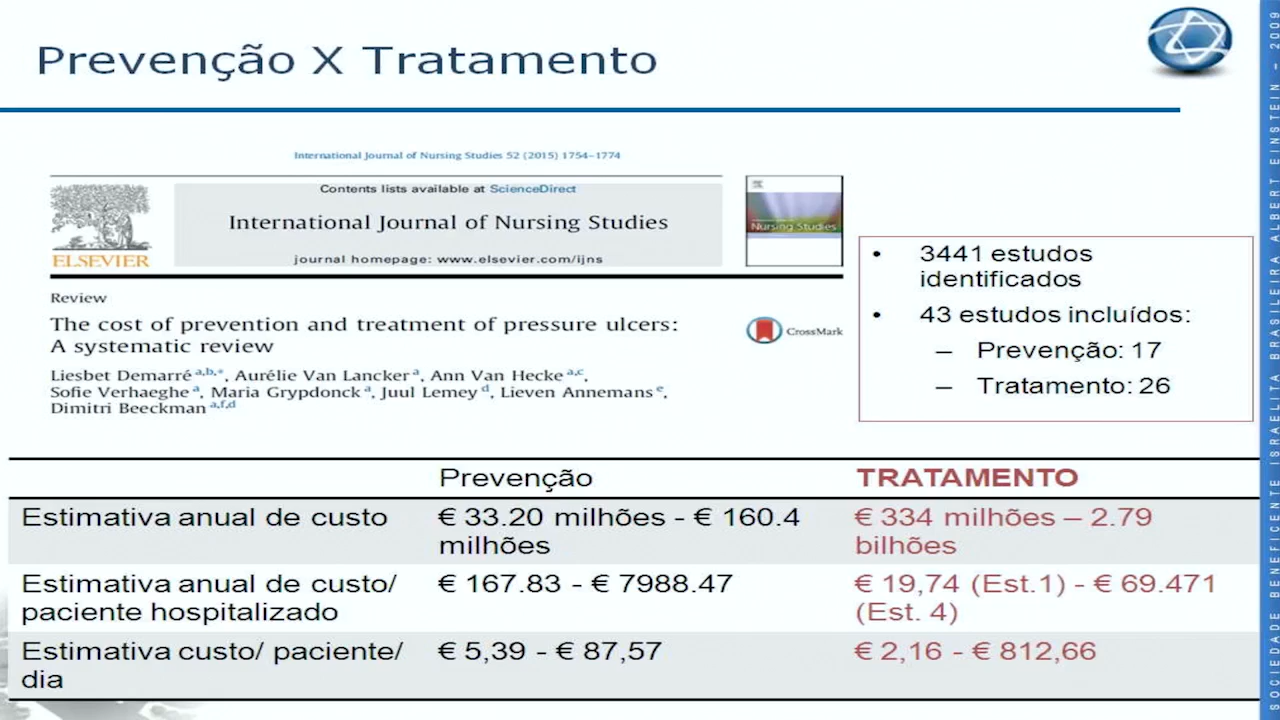 Prevenção X Tratamento
International Journal of Nursing Studies 52 (2015) 1754–1774
Contents lists available at ScienceDirect
International Journal of Nursing Studies
journal homepage: www.elsevier.com/ijns
ELSEVIER
Nursing Studies
Review
The cost of prevention and treatment of pressure ulcers:
A systematic review
CrossMark
Liesbet Demarré a,b,*, Aurélie Van Lancker a, Ann Van Hecke a,c,
Sofie Verhaeghe a, Maria Grypdonck a, Juul Lemey d, Lieven Annemans e,
Dimitri Beeckman a,f,d
• 3441 estudos
identificados
• 43 estudos incluídos:
– Prevenção: 17
– Tratamento: 26
Prevenção TRATAMENTO
Estimativa anual de custo € 33.20 milhões - € 160.4 € 334 milhões – 2.79
milhões bilhões
Estimativa anual de custo/ € 167.83 - € 7988.47 € 19,74 (Est.1) - € 69.471
paciente hospitalizado (Est. 4)
Estimativa custo/ paciente/ € 5,39 - € 87,57 € 2,16 - € 812,66
dia
SOCIEDADE BENEFICENTE ISRAELITA BRASILEIRA ALBERT EINSTEIN – 2009